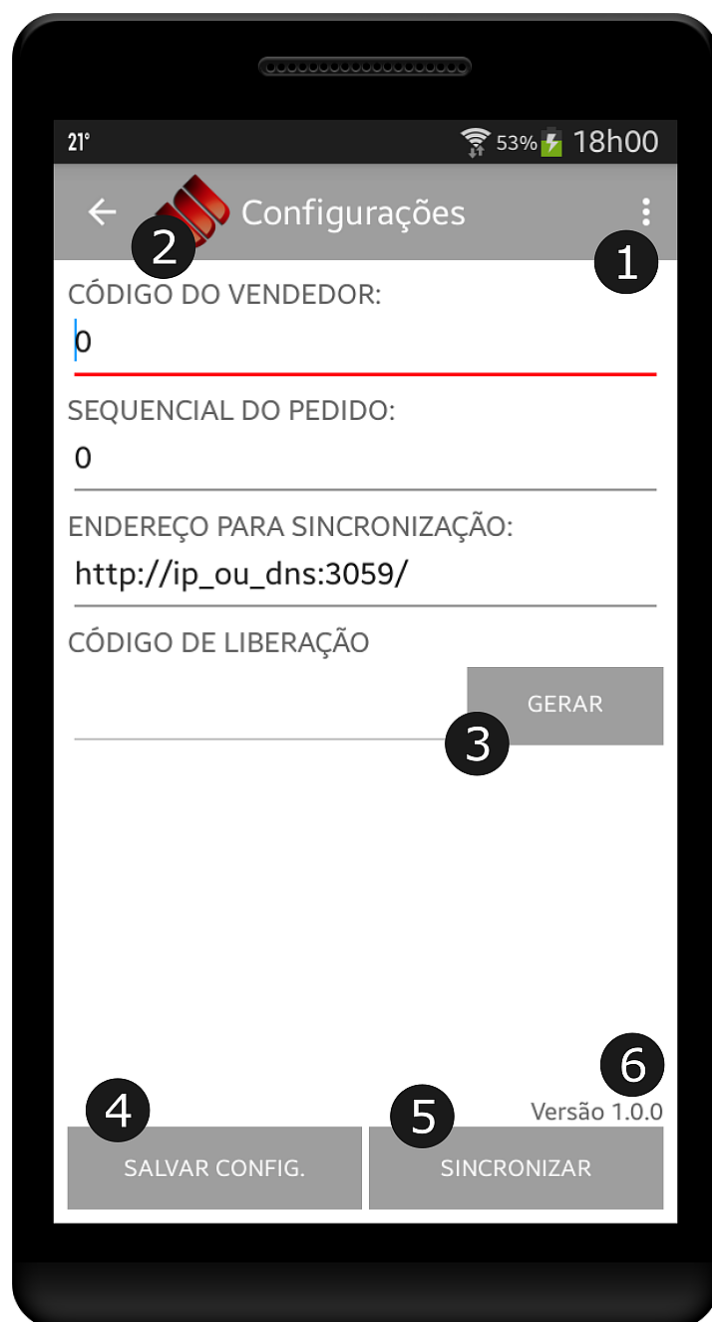 21° 53% 18h00
2 Configurações 1
CÓDIGO DO VENDEDOR:
0
SEQUENCIAL DO PEDIDO:
0
ENDEREÇO PARA SINCRONIZAÇÃO:
http://ip_ou_dns:3059/
CÓDIGO DE LIBERAÇÃO
GERAR
3
6
4 5 Versão 1.0.0
SALVAR CONFIG. SINCRONIZAR